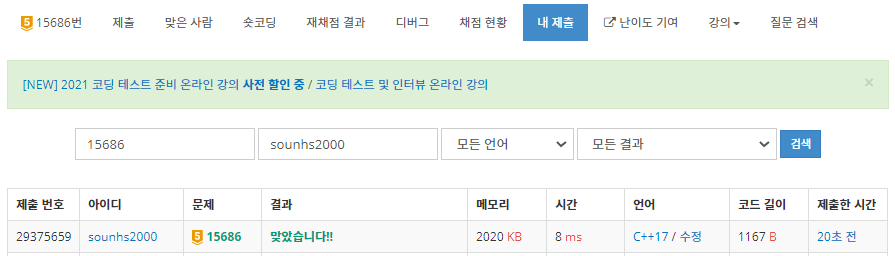 5 15686번 제출 맞은 사람 숏코딩 재채점 결과 디버그 채점 현황 내 제출 난이도 기여 강의 질문 검색
[NEW] 2021 코딩 테스트 준비 온라인 강의 사전 할인 중 / 코딩 테스트 및 인터뷰 온라인 강의 ×
15686 sounhs2000 모든 언어 모든 결과 검색
제출 번호 아이디 문제 결과 메모리 시간 언어 코드 길이 제출한 시간
29375659 sounhs2000 5 15686 맞았습니다!! 2020 KB 8 ms C++17 / 수정 1167 B 20초 전